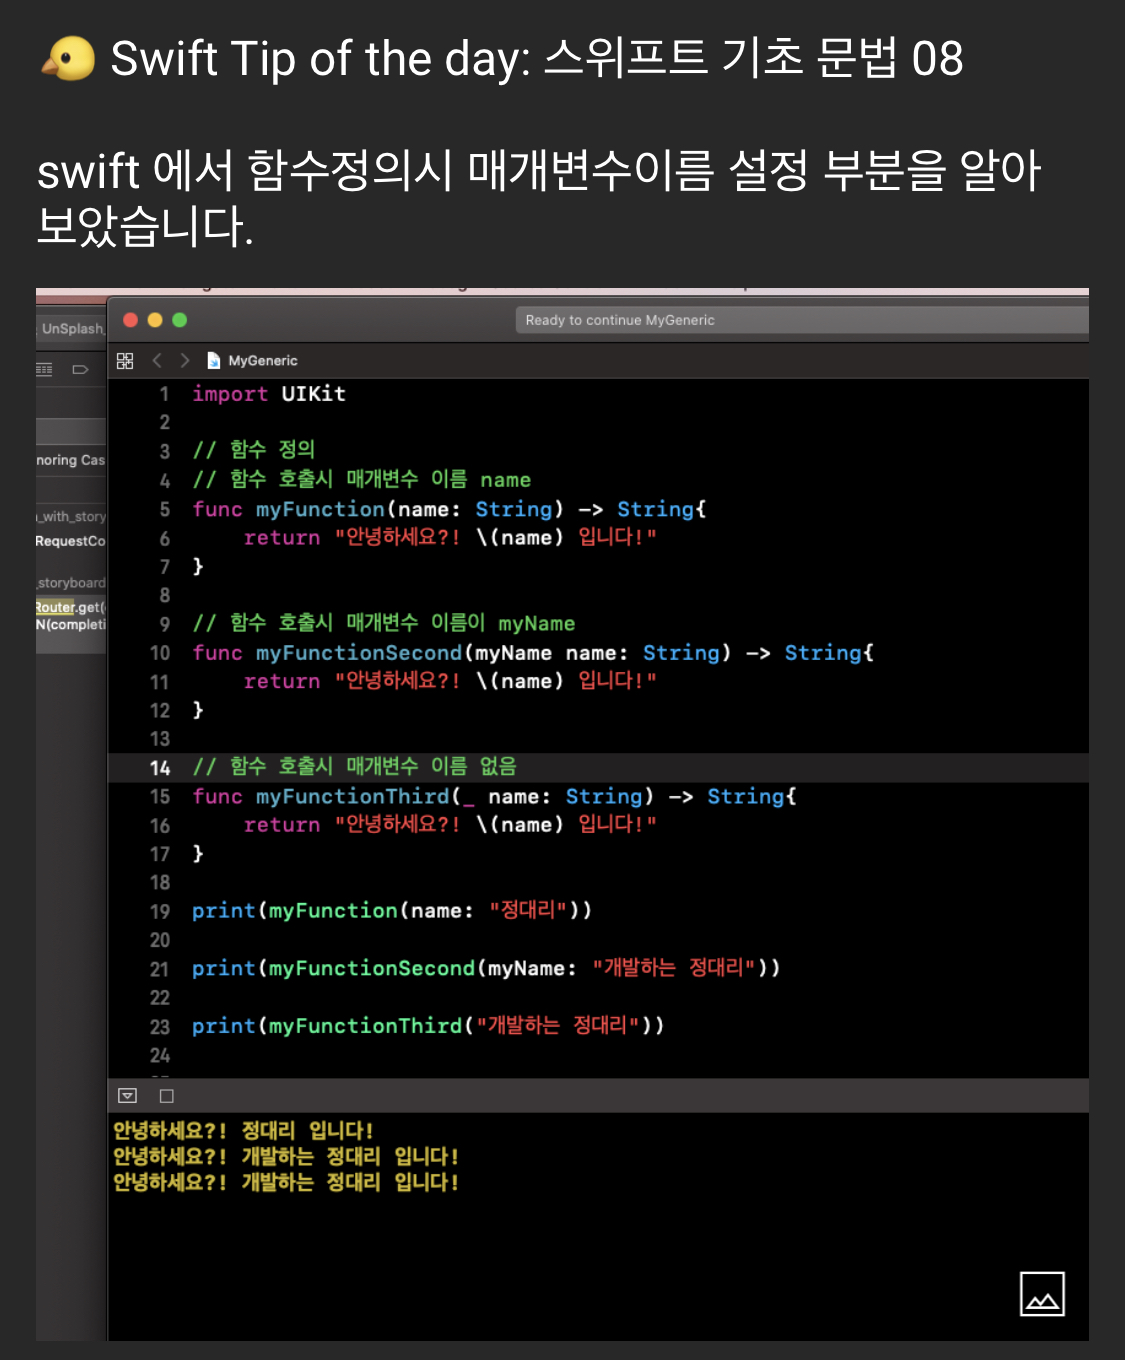 🐤 Swift Tip of the day: 스위프트 기초 문법 08
swift 에서 함수정의시 매개변수이름 설정 부분을 알아
보았습니다.
UnSplash_
Ready to continue MyGeneric
MyGeneric
noring Cas
_with_story
RequestCo
_storyboard
Router.get(
N(completi
1 import UIKit
2
3 // 함수 정의
4 // 함수 호출시 매개변수 이름 name
5 func myFunction(name: String) -> String{
6 return "안녕하세요?! \(name) 입니다!"
7 }
8
9 // 함수 호출시 매개변수 이름이 myName
10 func myFunctionSecond(myName name: String) -> String{
11 return "안녕하세요?! \(name) 입니다!"
12 }
13
14 // 함수 호출시 매개변수 이름 없음
15 func myFunctionThird(_ name: String) -> String{
16 return "안녕하세요?! \(name) 입니다!"
17 }
18
19 print(myFunction(name: "정대리"))
20
21 print(myFunctionSecond(myName: "개발하는 정대리"))
22
23 print(myFunctionThird("개발하는 정대리"))
24
안녕하세요?! 정대리 입니다!
안녕하세요?! 개발하는 정대리 입니다!
안녕하세요?! 개발하는 정대리 입니다!